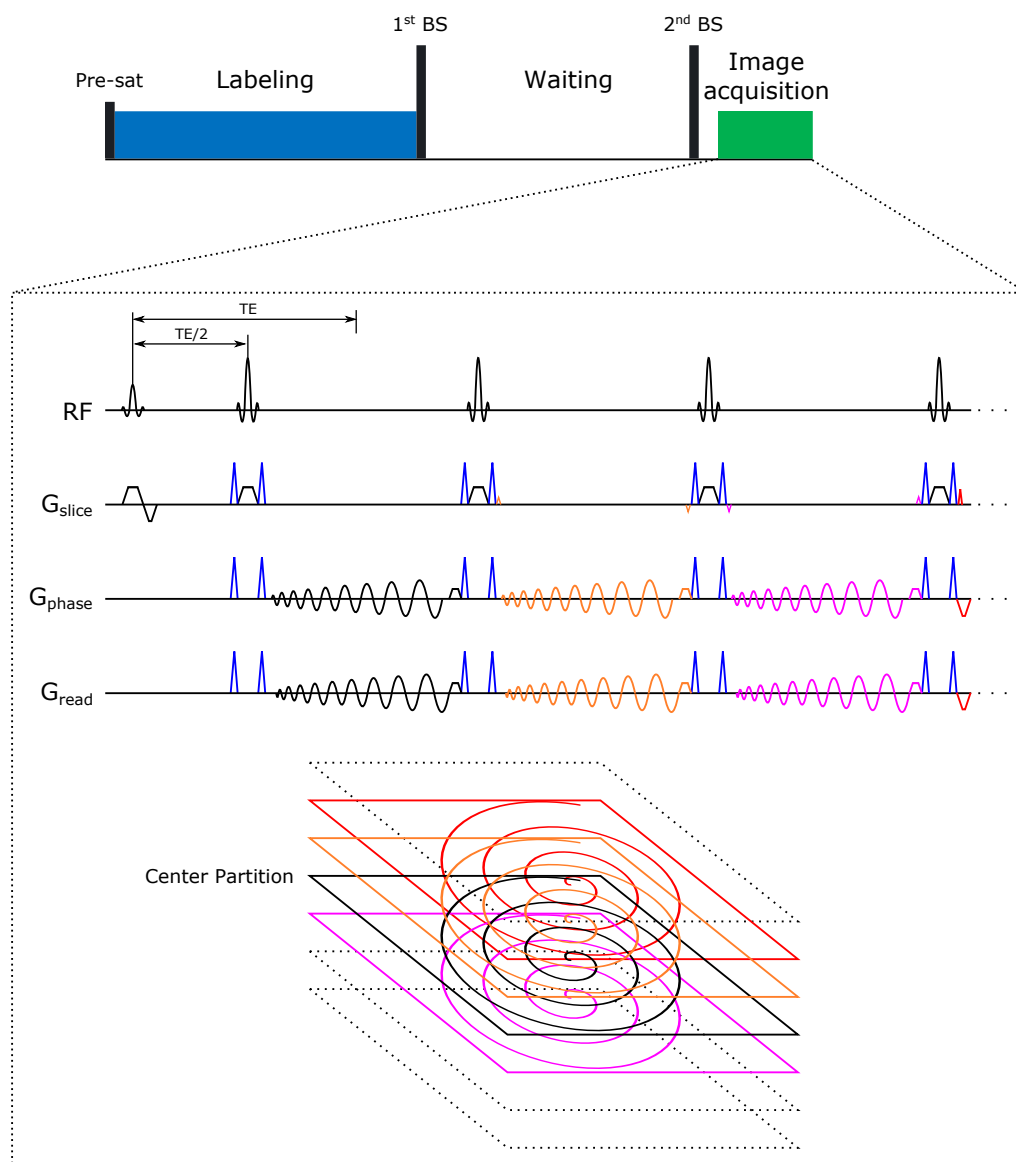 1st BS
2nd BS
Pre-sat
Labeling
Waiting
Image
acquisition
TE
TE/2
RF
. . .
Gslice
. . .
Gphase
. . .
Gread
. . .
Center Partition